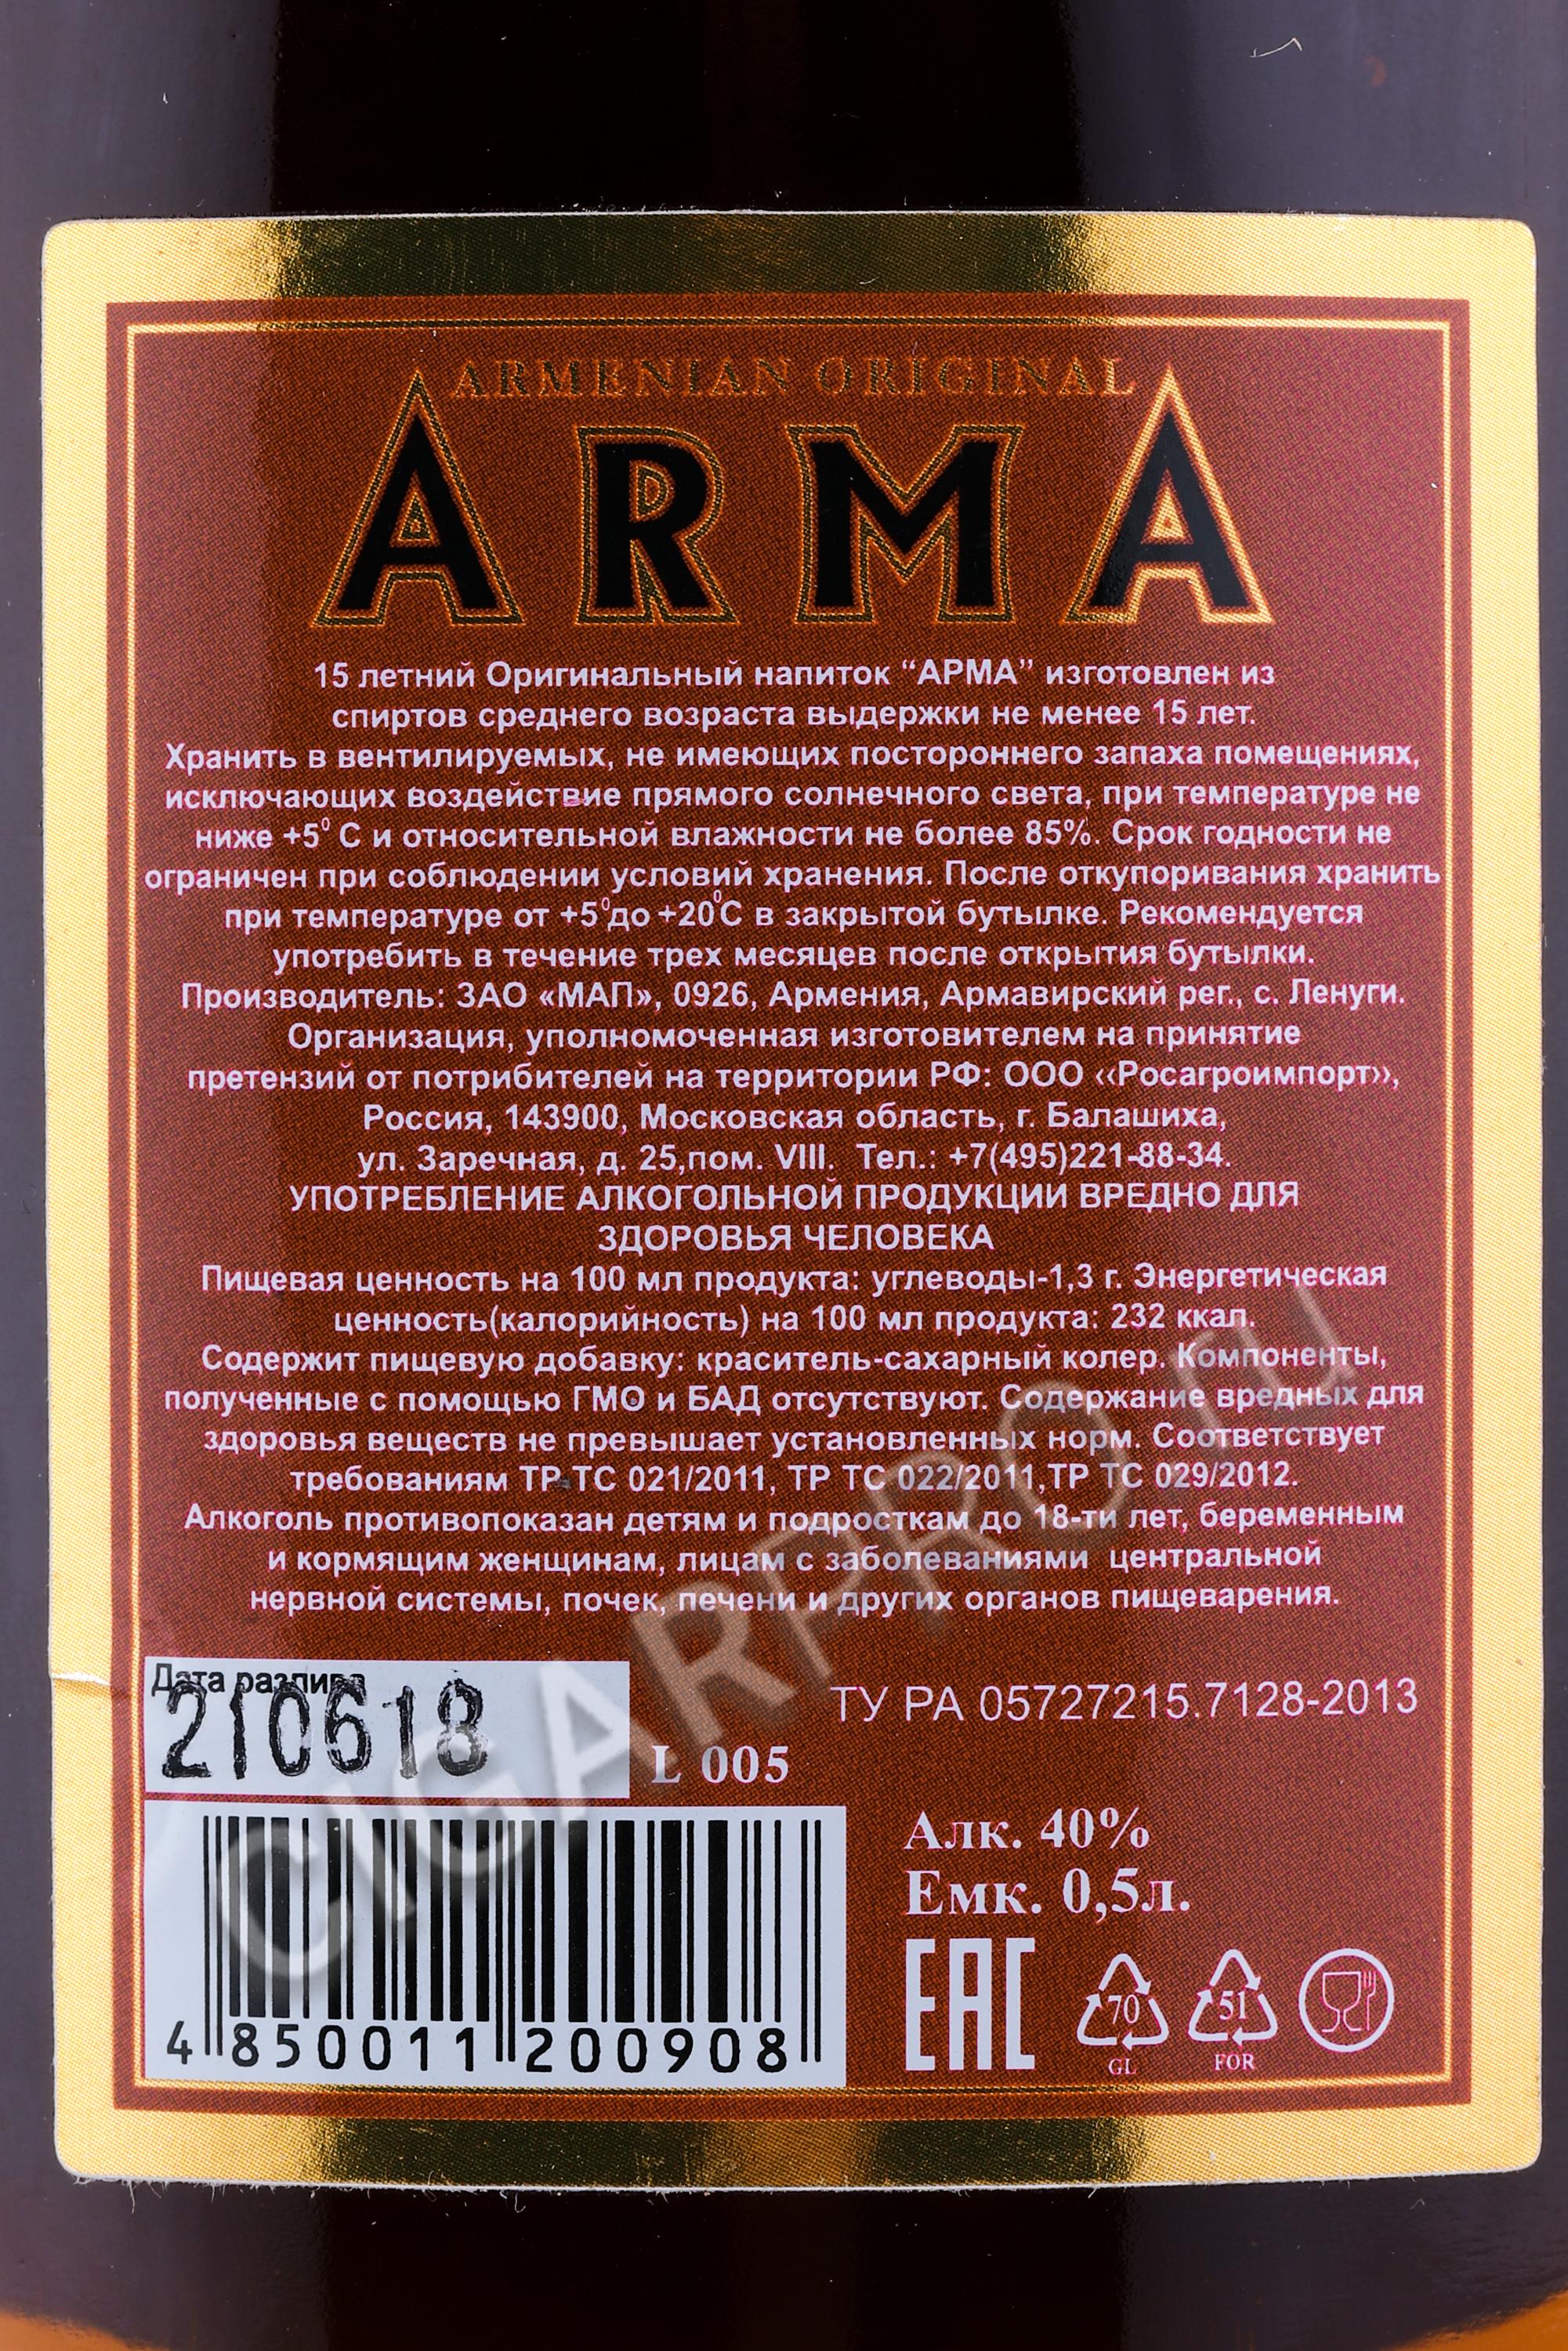 ARMENIAN ORIGINAL
ARMA
15 летний Оригинальный напиток “АРМА” изготовлен из
спиртов среднего возраста выдержки не менее 15 лет.
Хранить в вентилируемых, не имеющих постороннего запаха помещениях,
исключающих воздействие прямого солнечного света, при температуре не
ниже +5⁰ С и относительной влажности не более 85%. Срок годности не
ограничен при соблюдении условий хранения. После откупоривания хранить
при температуре от +5⁰до +20⁰С в закрытой бутылке. Рекомендуется
употребить в течение трех месяцев после открытия бутылки.
Производитель: ЗАО «МАП», 0926, Армения, Армавирский рег., с. Ленуги.
Организация, уполномоченная изготовителем на принятие
претензий от потрибителей на территории РФ: ООО ‹‹Росагроимпорт››,
Россия, 143900, Московская область, г. Балашиха,
ул. Заречная, д. 25,пом. VIII. Тел.: +7(495)221-88-34.
УПОТРЕБЛЕНИЕ АЛКОГОЛЬНОЙ ПРОДУКЦИИ ВРЕДНО ДЛЯ
ЗДОРОВЬЯ ЧЕЛОВЕКА
Пищевая ценность на 100 мл продукта: углеводы-1,3 г. Энергетическая
ценность(калорийность) на 100 мл продукта: 232 ккал.
Содержит пищевую добавку: краситель-сахарный колер. Компоненты,
полученные с помощью ГМО и БАД отсутствуют. Содержание вредных для
здоровья веществ не превышает установленных норм. Соответствует
требованиям ТР ТС 021/2011, ТР ТС 022/2011,ТР ТС 029/2012.
Алкоголь противопоказан детям и подросткам до 18-ти лет, беременным
и кормящим женщинам, лицам с заболеваниями центральной
нервной системы, почек, печени и других органов пищеварения.
Дата разлива
210618
ТУ РА 05727215.7128-2013
L 005
Алк. 40%
Емк. 0,5л.
4 850011 200908
EAC
70
GL
51
FOR
CIGARPRO.ru